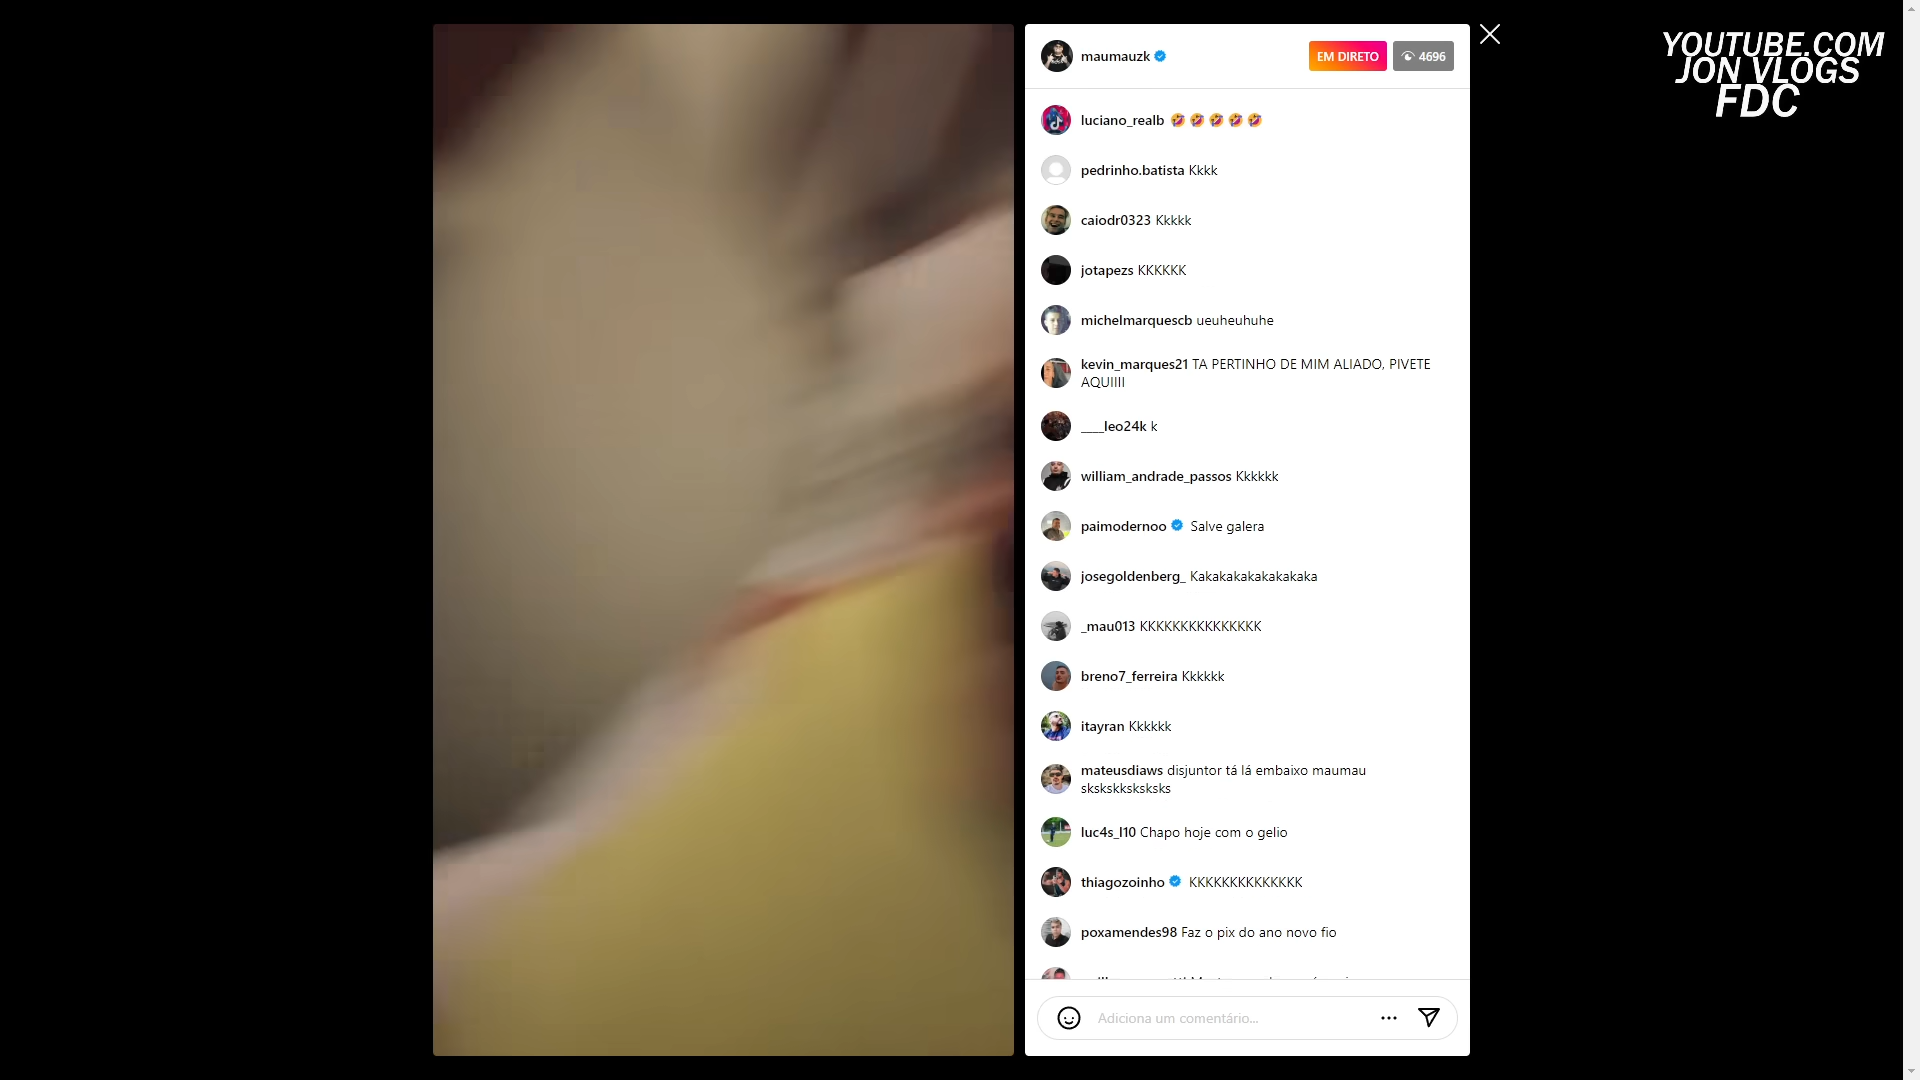 YOUTUBE.COM
JON VLOGS
FDC
maumauzk
EM DIRETO
4696
luciano_realb 🤣🤣🤣🤣🤣
pedrinho.batista Kkkk
caiodr0323 Kkkkk
jotapezs KKKKKK
michelmarquescb ueuheuhuhe
kevin_marques21 TA PERTINHO DE MIM ALIADO, PIVETE
AQUIIII
____leo24k k
william_andrade_passos Kkkkkk
paimodernoo Salve galera
josegoldenberg_ Kakakakakakakakaka
_mau013 KKKKKKKKKKKKKKK
breno7_ferreira Kkkkkk
itayran Kkkkkk
mateusdiaws disjuntor tá lá embaixo maumau
skskskksksksks
luc4s_l10 Chapo hoje com o gelio
thiagozoinho KKKKKKKKKKKKKK
poxamendes98 Faz o pix do ano novo fio
Adiciona um comentário...